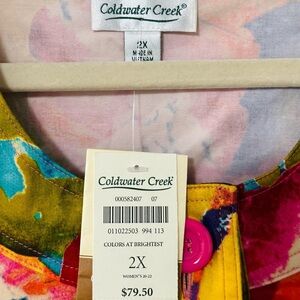 Coldwater Creek®
2X
MADE IN
VIETNAM
Coldwater Creek
000582407 07
011022503 994 113
COLORS AT BRIGHTEST
2X
WOMEN'S 20-22
$79.50